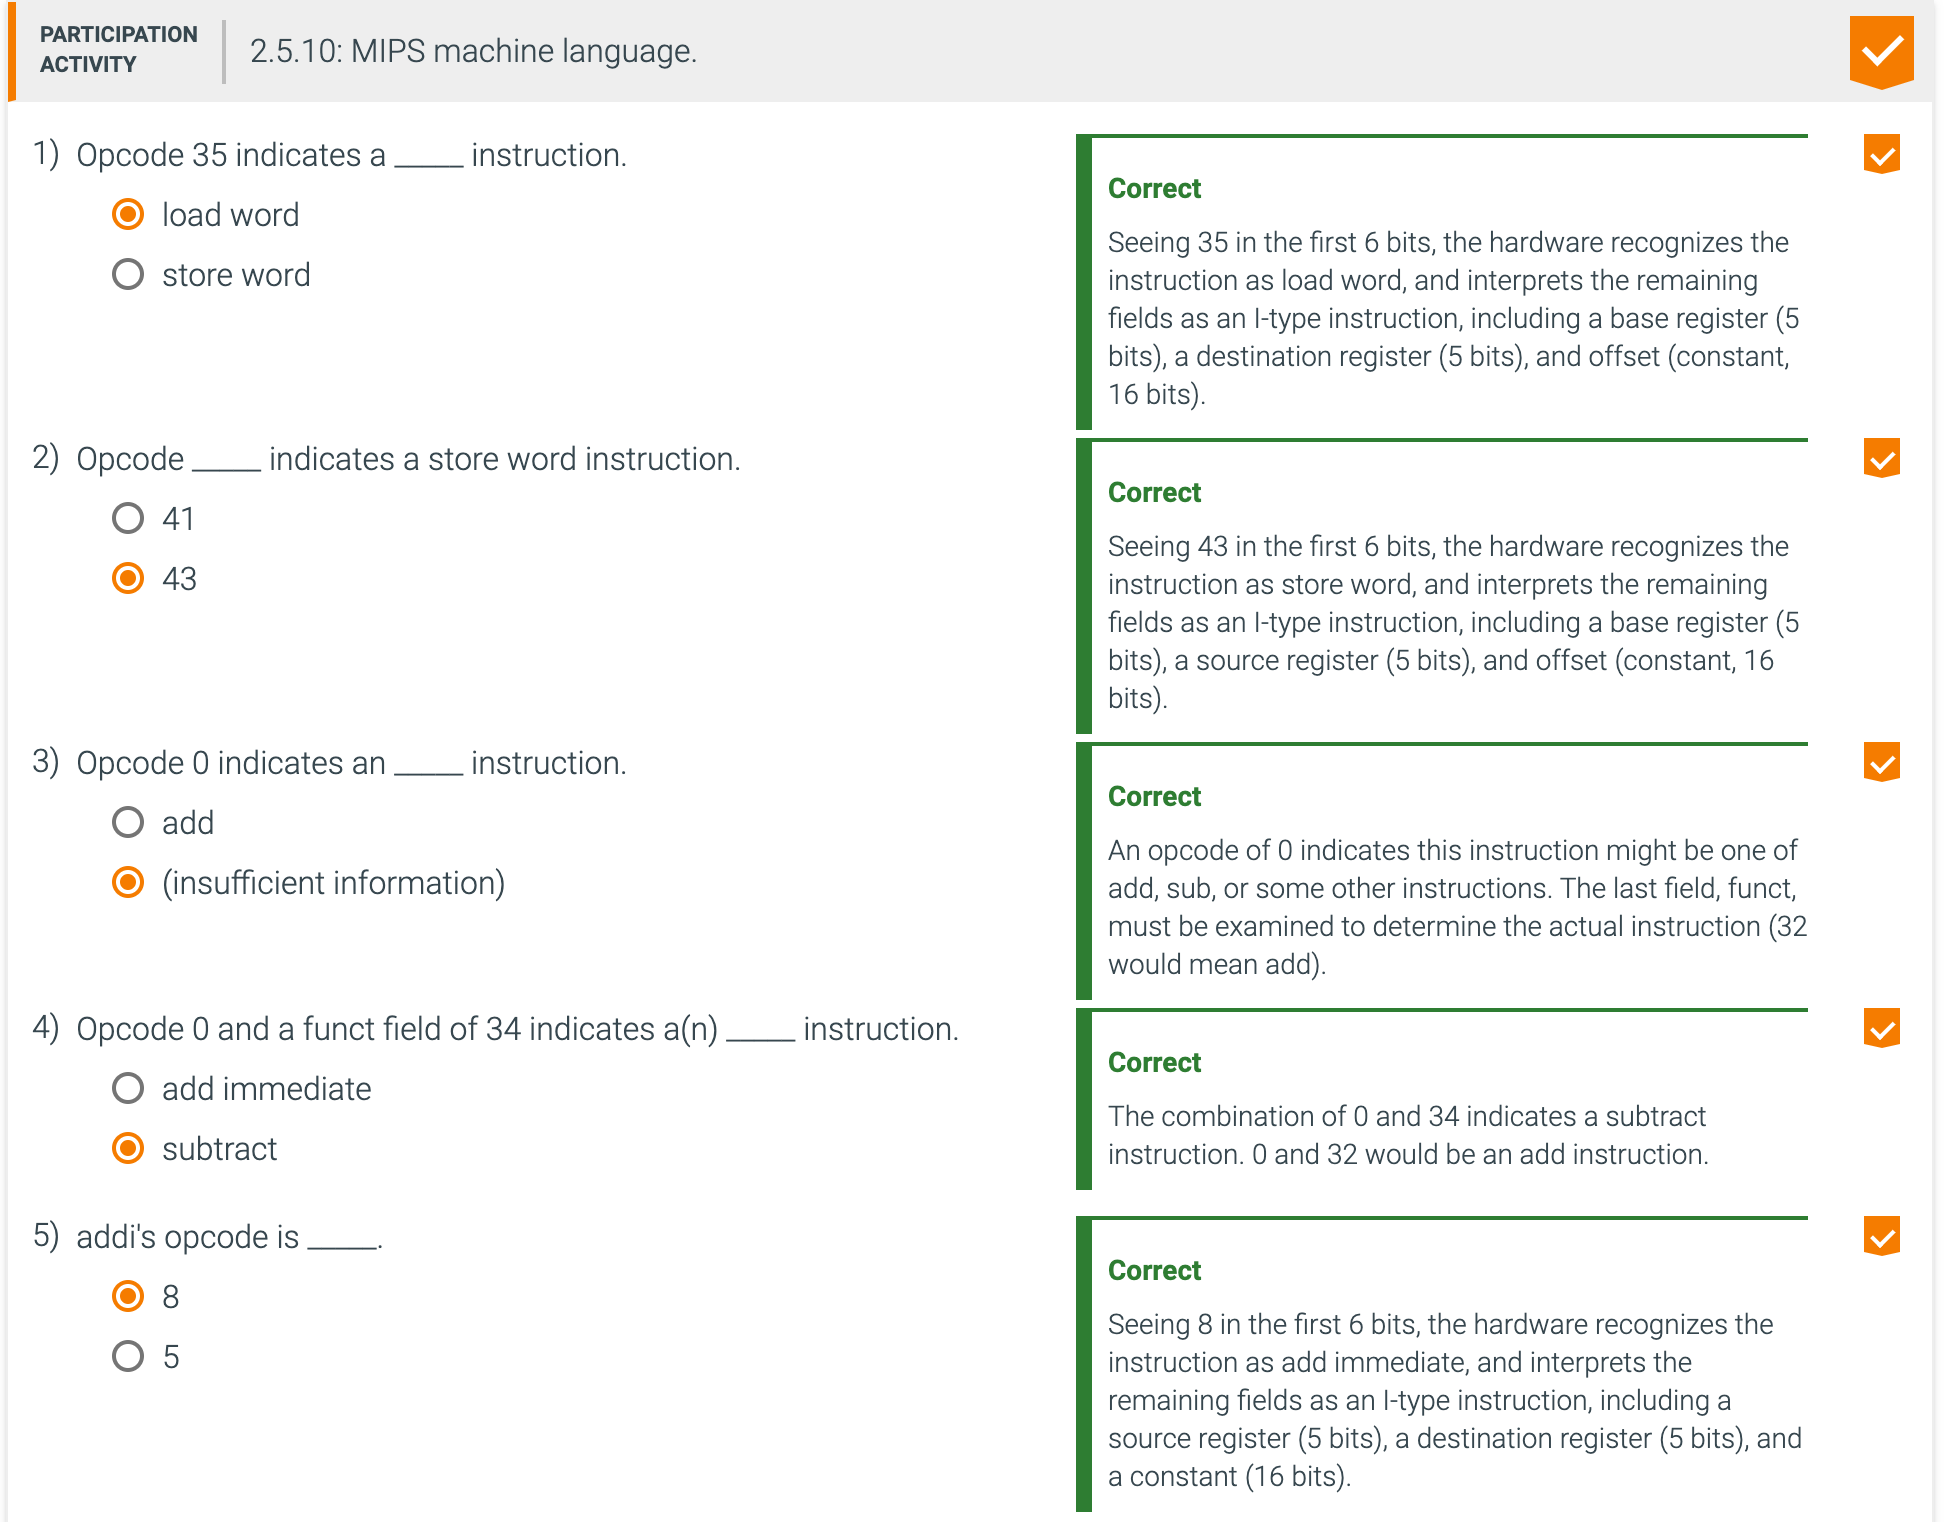 PARTICIPATION
ACTIVITY
2.5.10: MIPS machine language.
1) Opcode 35 indicates a _____ instruction.
load word
store word
Correct
Seeing 35 in the first 6 bits, the hardware recognizes the
instruction as load word, and interprets the remaining
fields as an I-type instruction, including a base register (5
bits), a destination register (5 bits), and offset (constant,
16 bits).
2) Opcode _____ indicates a store word instruction.
41
43
Correct
Seeing 43 in the first 6 bits, the hardware recognizes the
instruction as store word, and interprets the remaining
fields as an I-type instruction, including a base register (5
bits), a source register (5 bits), and offset (constant, 16
bits).
3) Opcode 0 indicates an _____ instruction.
add
(insufficient information)
Correct
An opcode of 0 indicates this instruction might be one of
add, sub, or some other instructions. The last field, funct,
must be examined to determine the actual instruction (32
would mean add).
4) Opcode 0 and a funct field of 34 indicates a(n) _____ instruction.
add immediate
subtract
Correct
The combination of 0 and 34 indicates a subtract
instruction. 0 and 32 would be an add instruction.
5) addi's opcode is _____.
8
5
Correct
Seeing 8 in the first 6 bits, the hardware recognizes the
instruction as add immediate, and interprets the
remaining fields as an I-type instruction, including a
source register (5 bits), a destination register (5 bits), and
a constant (16 bits).